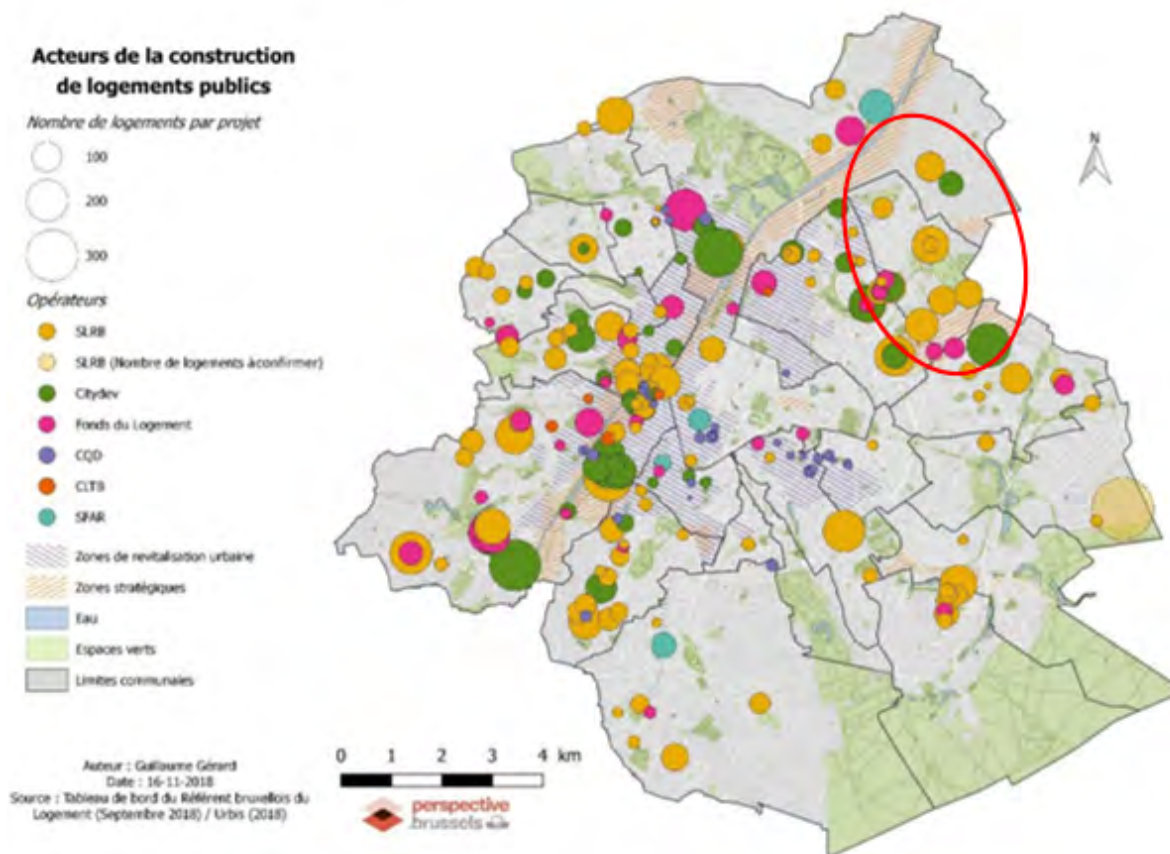 Acteurs de la construction
de logements publics
Nombre de logements par projet
100
200
300
Opérateurs
SLRB
SLRB (Nombre de logements à confirmer)
Citydev
Fonds du Logement
CQD
CLTB
SFAR
Zones de revitalisation urbaine
Zones stratégiques
Eau
Espaces verts
Limites communales
Auteur : Guillaume Gérard
Date : 16-11-2018
Source : Tableau de bord du Référent bruxellois du
Logement (Septembre 2018) / Urbis (2018)
N
0 1 2 3 4 km
perspective
.brussels